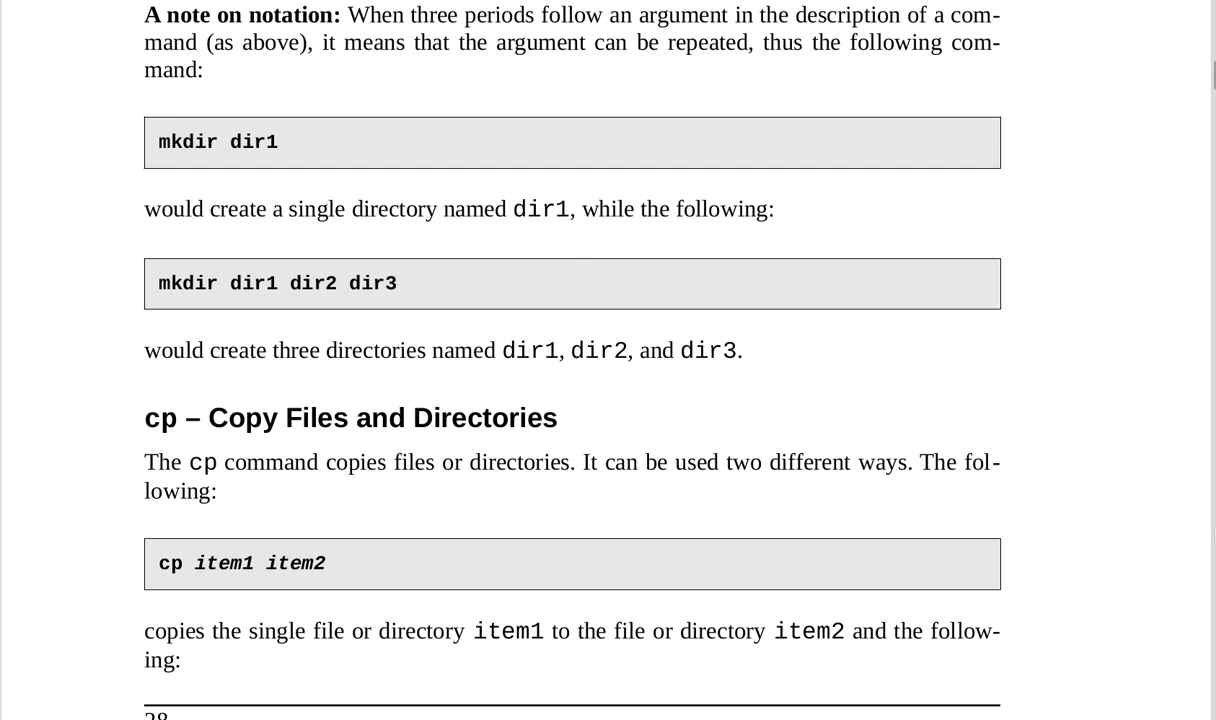 A note on notation: When three periods follow an argument in the description of a com-
mand (as above), it means that the argument can be repeated, thus the following com-
mand:
mkdir dir1
would create a single directory named dir1, while the following:
mkdir dir1 dir2 dir3
would create three directories named dir1, dir2, and dir3.
cp – Copy Files and Directories
The cp command copies files or directories. It can be used two different ways. The fol-
lowing:
cp item1 item2
copies the single file or directory item1 to the file or directory item2 and the follow-
ing:
28